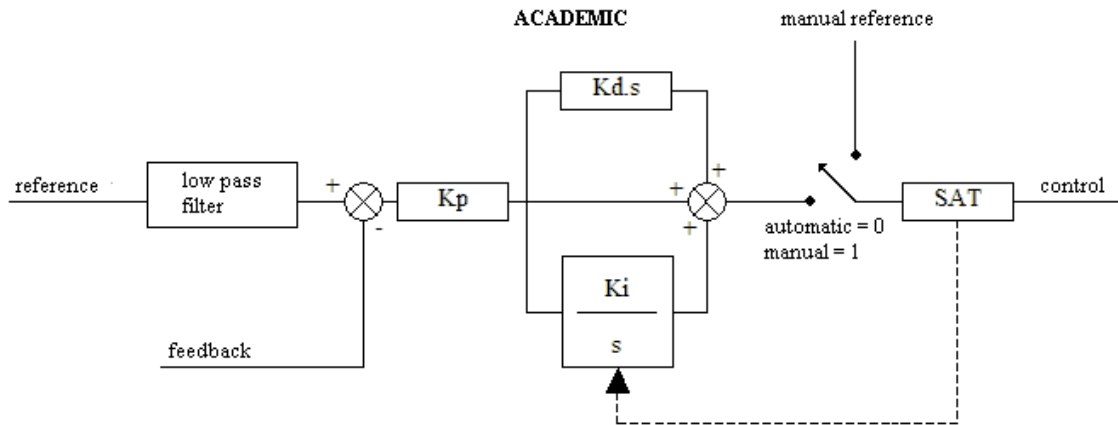 ACADEMIC
manual reference
Kd.s
reference
low pass
filter
+
-
Kp
+
+
+
automatic = 0
manual = 1
SAT
control
Ki
s
feedback